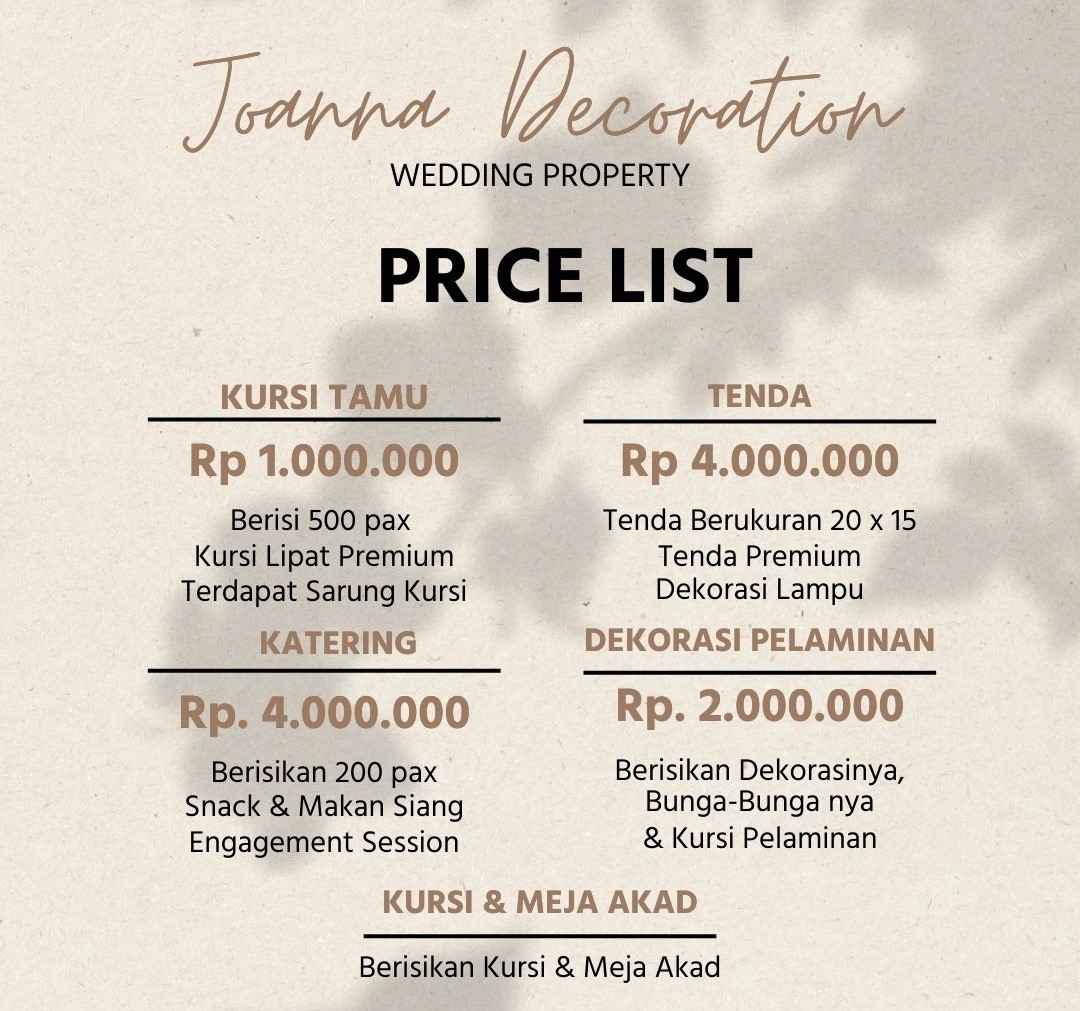 Joanna Decoration
WEDDING PROPERTY
PRICE LIST
KURSI TAMU
Rp 1.000.000
Berisi 500 pax
Kursi Lipat Premium
Terdapat Sarung Kursi
TENDA
Rp 4.000.000
Tenda Berukuran 20 x 15
Tenda Premium
Dekorasi Lampu
KATERING
Rp. 4.000.000
Berisikan 200 pax
Snack & Makan Siang
Engagement Session
DEKORASI PELAMINAN
Rp. 2.000.000
Berisikan Dekorasinya,
Bunga-Bunga nya
& Kursi Pelaminan
KURSI & MEJA AKAD
Berisikan Kursi & Meja Akad